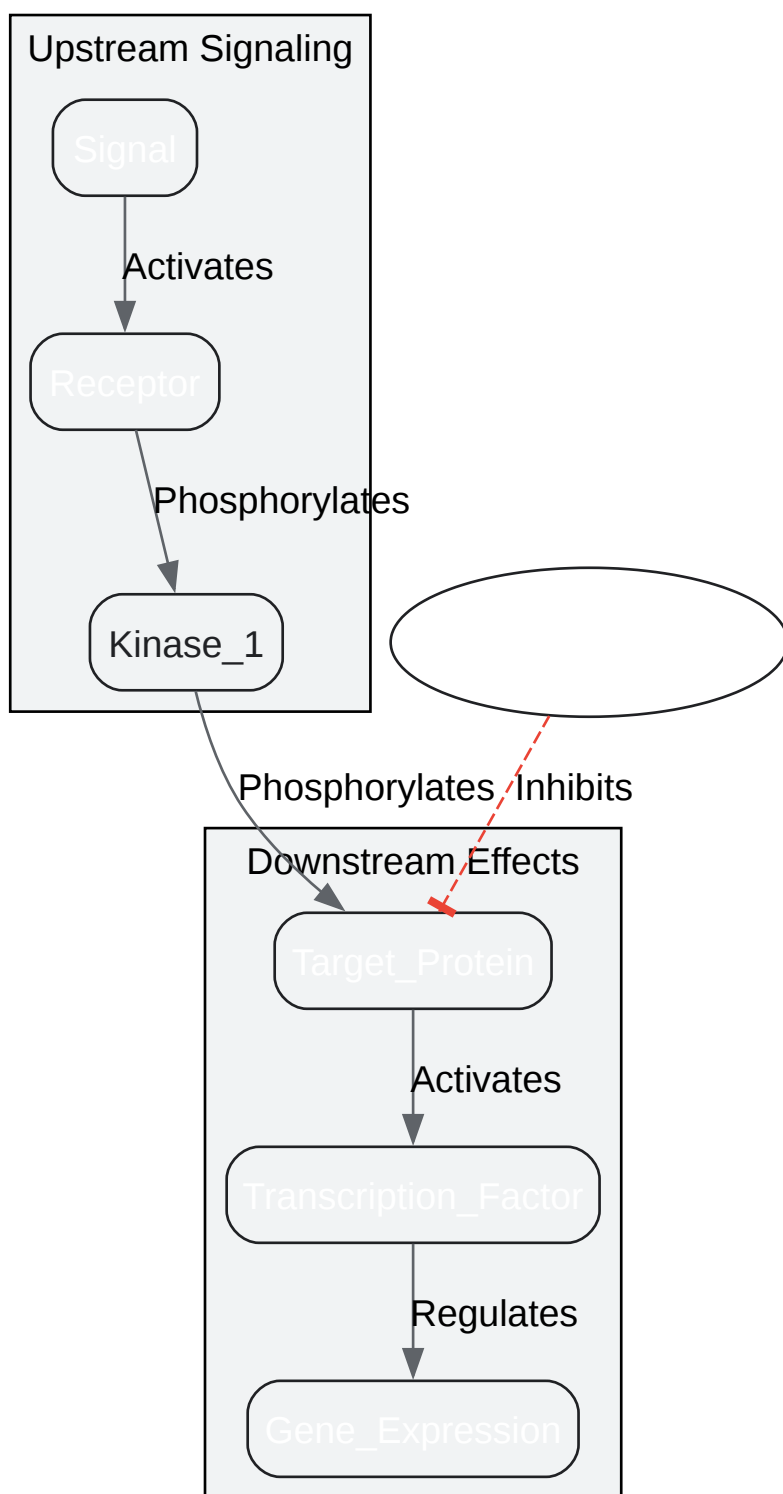 Upstream Signaling
Signal
Activates
Receptor
Phosphorylates
Kinase_1
Phosphorylates
Inhibits
Downstream Effects
Target_Protein
Activates
Transcription_Factor
Regulates
Gene_Expression